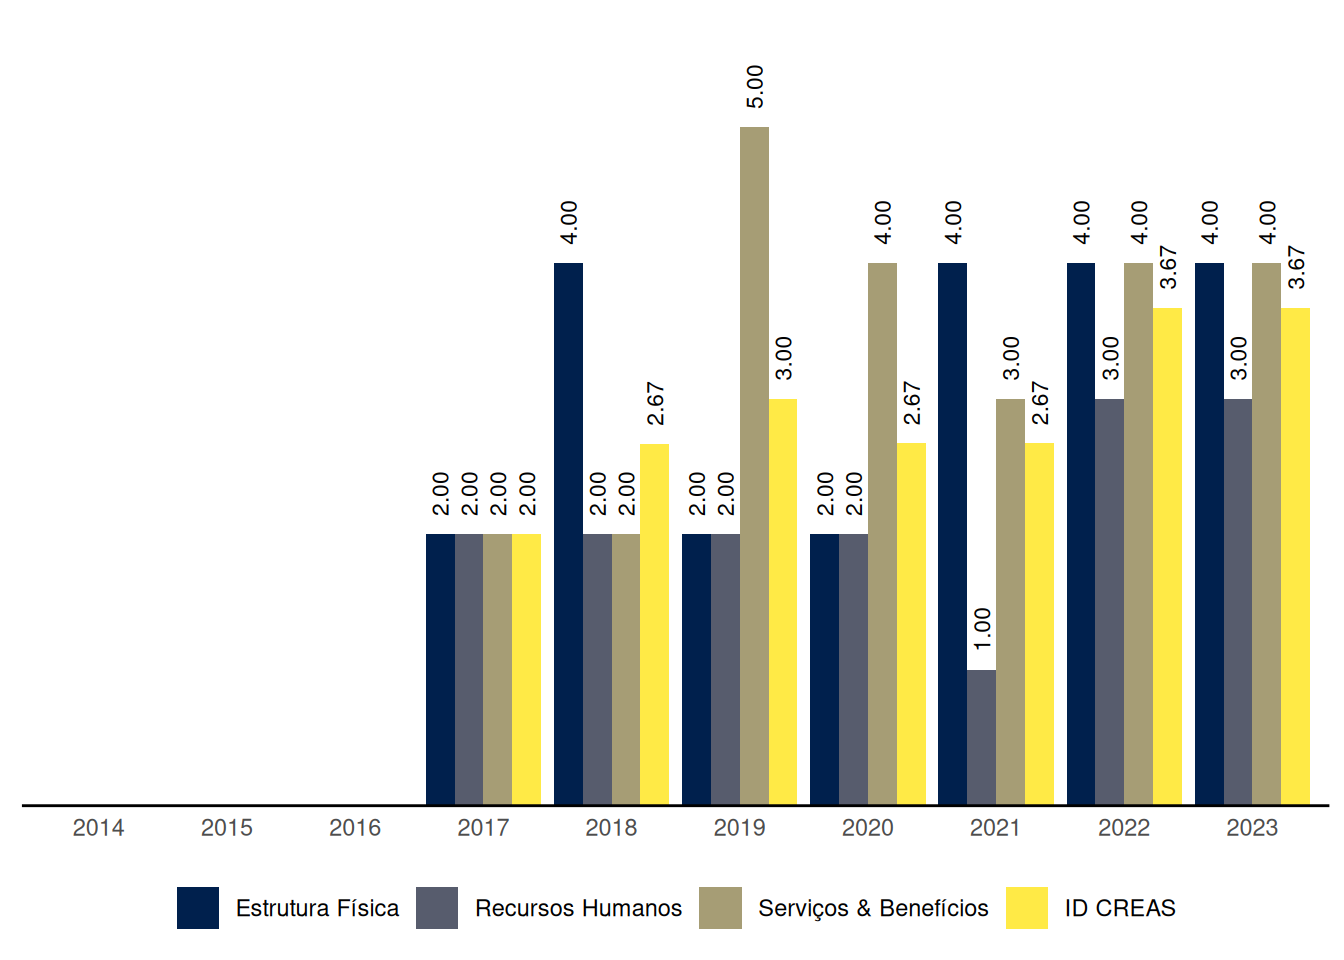 5.00
4.00 4.00 4.00 4.00 4.00 4.00 4.00
3.67 3.67
3.00 3.00 3.00 3.00
2.67 2.67 2.67
2.00 2.00 2.00 2.00 2.00 2.00 2.00 2.00 2.00 2.00
1.00
2014 2015 2016 2017 2018 2019 2020 2021 2022 2023
Estrutura Física Recursos Humanos Serviços & Benefícios ID CREAS